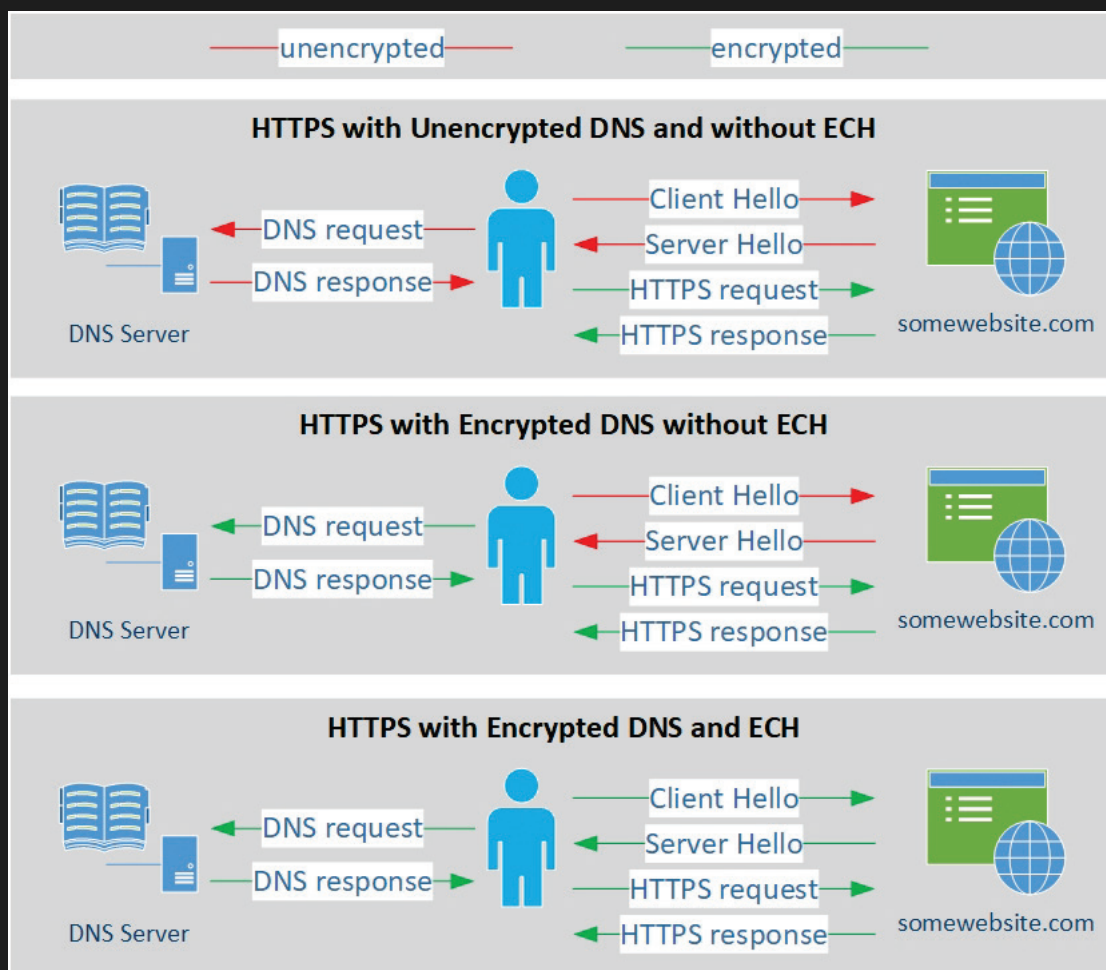 unencrypted
encrypted
HTTPS with Unencrypted DNS and without ECH
DNS request
DNS response
DNS Server
Client Hello
Server Hello
HTTPS request
HTTPS response
somewebsite.com
HTTPS with Encrypted DNS without ECH
DNS request
DNS response
DNS Server
Client Hello
Server Hello
HTTPS request
HTTPS response
somewebsite.com
HTTPS with Encrypted DNS and ECH
DNS request
DNS response
DNS Server
Client Hello
Server Hello
HTTPS request
HTTPS response
somewebsite.com